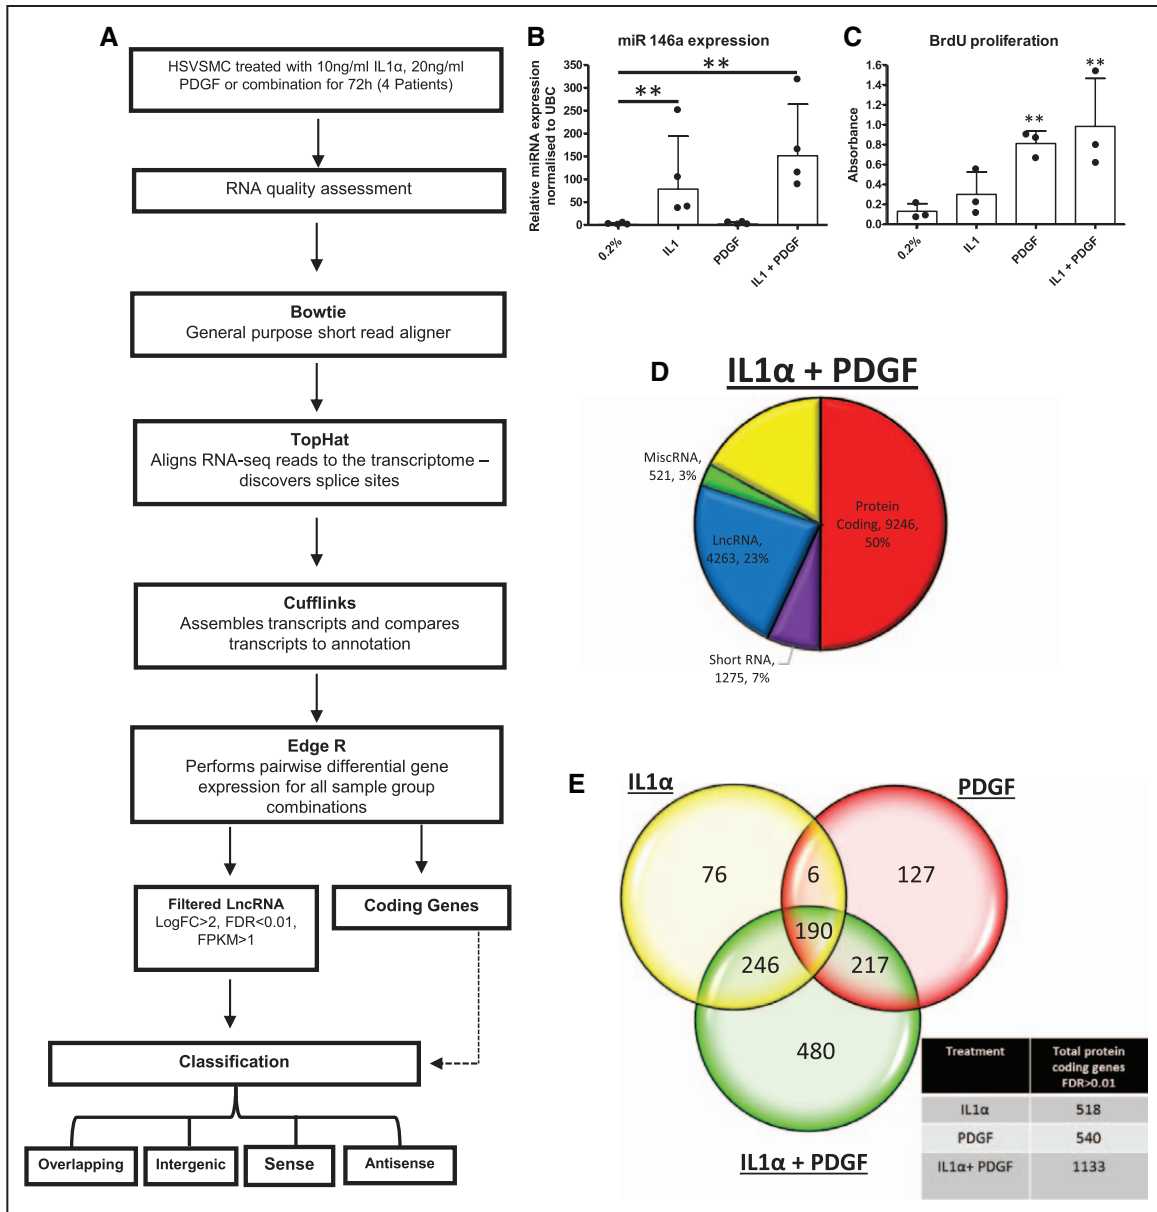 A
HSVSMC treated with 10ng/ml IL1α, 20ng/ml
PDGF or combination for 72h (4 Patients)
RNA quality assessment
Bowtie
General purpose short read aligner
TopHat
Aligns RNA-seq reads to the transcriptome –
discovers splice sites
Cufflinks
Assembles transcripts and compares
transcripts to annotation
Edge R
Performs pairwise differential gene
expression for all sample group
combinations
Filtered LncRNA
LogFC>2, FDR<0.01,
FPKM>1
Coding Genes
Classification
Overlapping
Intergenic
Sense
Antisense
B
miR 146a expression
Relative miRNA expression
normalised to UBC
350
300
250
200
150
100
50
0
**
**
0.2%
IL1
PDGF
IL1 + PDGF
C
BrdU proliferation
Absorbance
1.6
1.4
1.2
1.0
0.8
0.6
0.4
0.2
0.0
**
**
0.2%
IL1
PDGF
IL1 + PDGF
D
IL1α + PDGF
MiscRNA,
521, 3%
Protein
Coding, 9246,
50%
LncRNA,
4263, 23%
Short RNA,
1275, 7%
E
IL1α
PDGF
76
6
127
190
246
217
480
IL1α + PDGF
Treatment
Total protein
coding genes
FDR>0.01
IL1α
518
PDGF
540
IL1α+ PDGF
1133